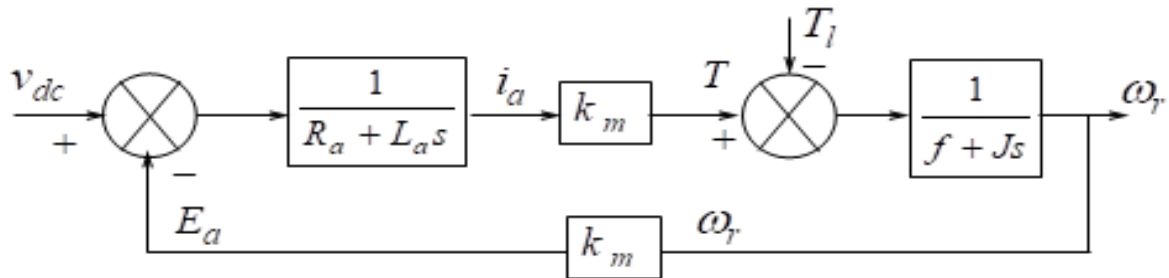 v_dc
+
−
1
R_a + L_a s
i_a
k_m
T
+
T_l
−
1
f + Js
ω_r
E_a
k_m
ω_r